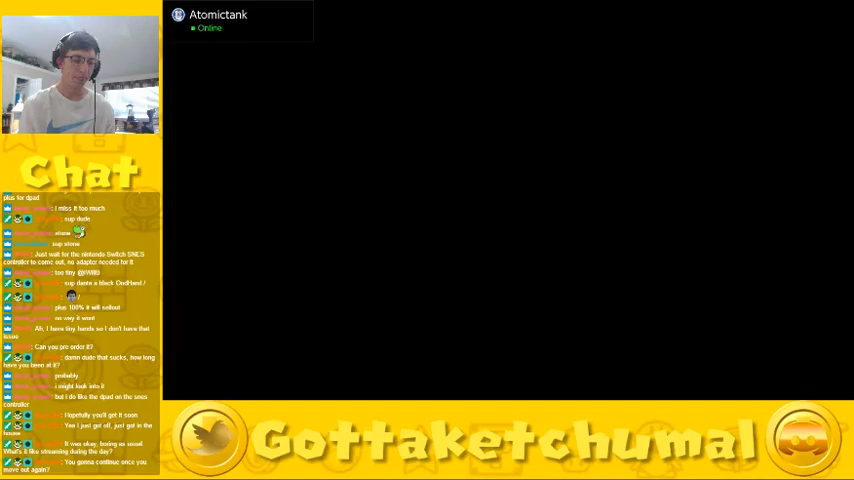 Atomictank
Online
Chat
plus for dpad
: I miss it too much
: sup dude
: stone
: sup stone
: Just wait for the nintendo Switch SNES
controller to come out, no adapter needed for it
: too tiny
: sup dante a black OndHand /
: /
: plus 100% it will sellout
: no way it wont
: Ah, I have tiny hands so I don't have that
issue
: Can you pre order it?
: damn dude that sucks, how long
have you been at it?
: probably
: i might look into it
: but I do like the dpad on the snes
controller
: Hopefully you'll get it soon
: Yea I just got off, just got in the
house
: It was okay, boring as usual.
What's it like streaming during the day?
: You gonna continue once you
move out again?
Gottaketchumal